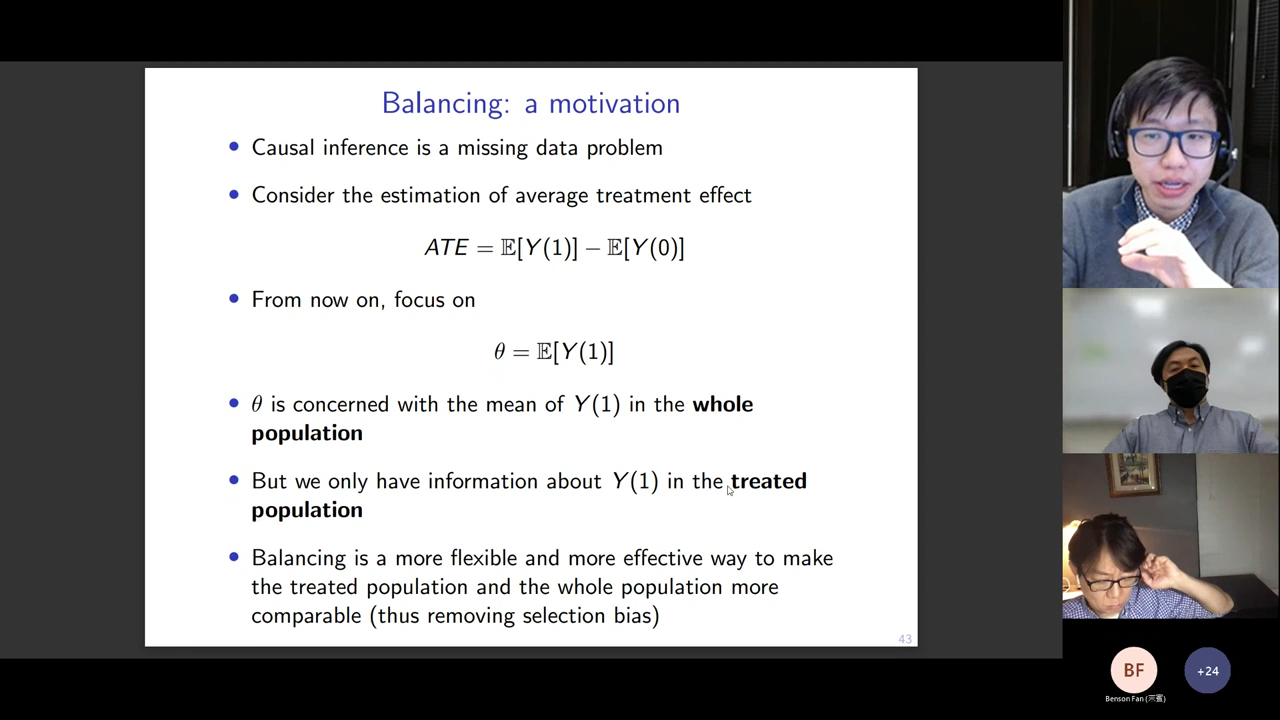 Balancing: a motivation
• Causal inference is a missing data problem
• Consider the estimation of average treatment effect
ATE = 𝔼[Y(1)] − 𝔼[Y(0)]
• From now on, focus on
θ = 𝔼[Y(1)]
• θ is concerned with the mean of Y(1) in the whole
population
• But we only have information about Y(1) in the treated
population
• Balancing is a more flexible and more effective way to make
the treated population and the whole population more
comparable (thus removing selection bias)
43
BF
+24
Benson Fan